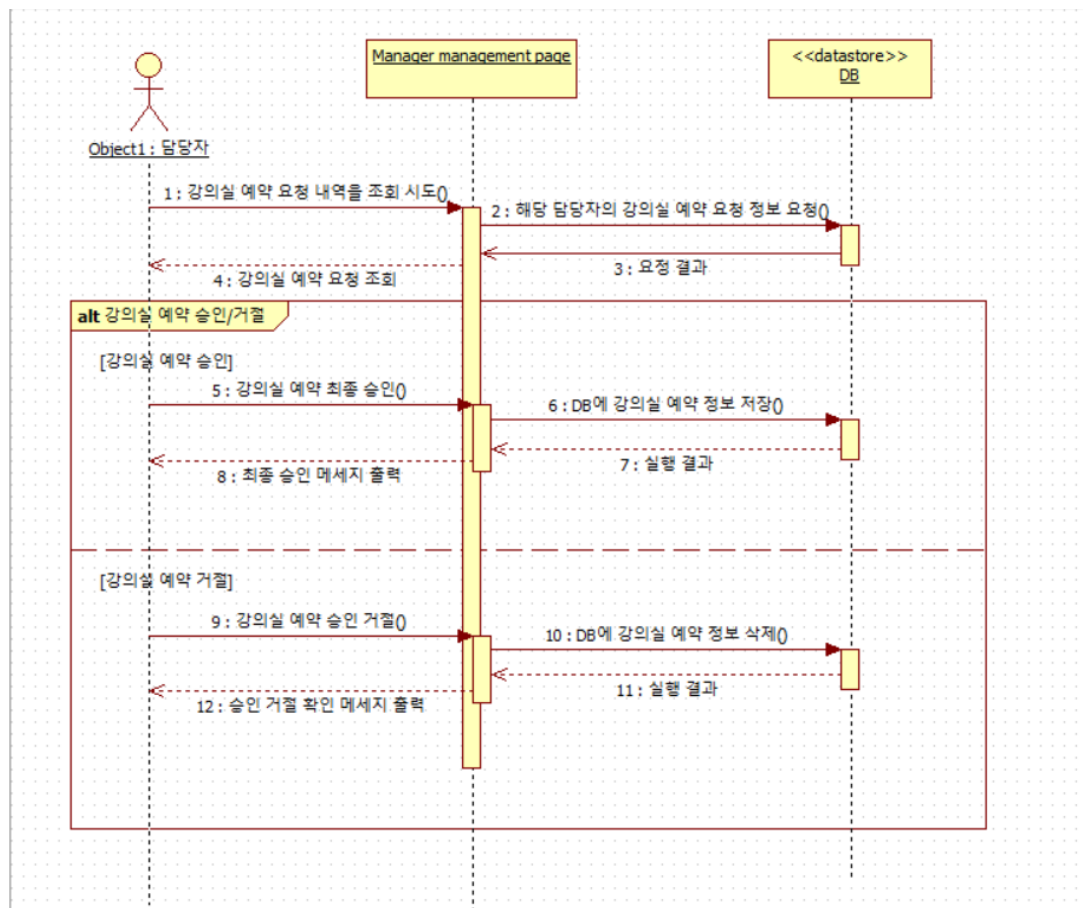 Manager management page
<<datastore>>
DB
Object1 : 담당자
1 : 강의실 예약 요청 내역을 조회 시도()
2 : 해당 담당자의 강의실 예약 요청 정보 요청()
3 : 요청 결과
4 : 강의실 예약 요청 조회
alt 강의실 예약 승인/거절
[강의실 예약 승인]
5 : 강의실 예약 최종 승인()
6 : DB에 강의실 예약 정보 저장()
7 : 실행 결과
8 : 최종 승인 메세지 출력
[강의실 예약 거절]
9 : 강의실 예약 승인 거절()
10 : DB에 강의실 예약 정보 삭제()
11 : 실행 결과
12 : 승인 거절 확인 메세지 출력